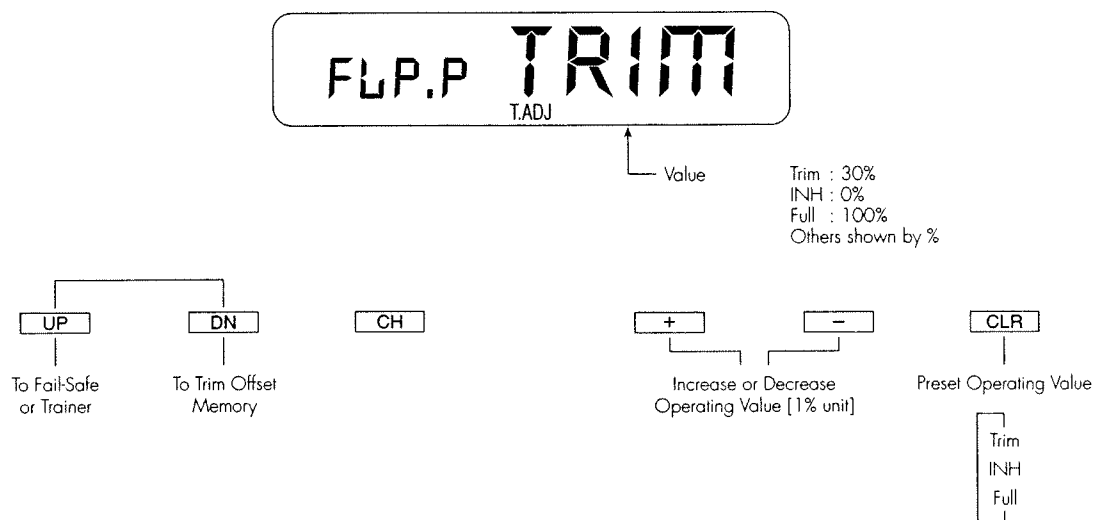 FLP.P TRIM
T.ADJ
Value
Trim : 30%
INH : 0%
Full : 100%
Others shown by %
UP DN CH + − CLR
To Fail-Safe
or Trainer
To Trim Offset
Memory
Increase or Decrease
Operating Value [1% unit]
Preset Operating Value
Trim
INH
Full